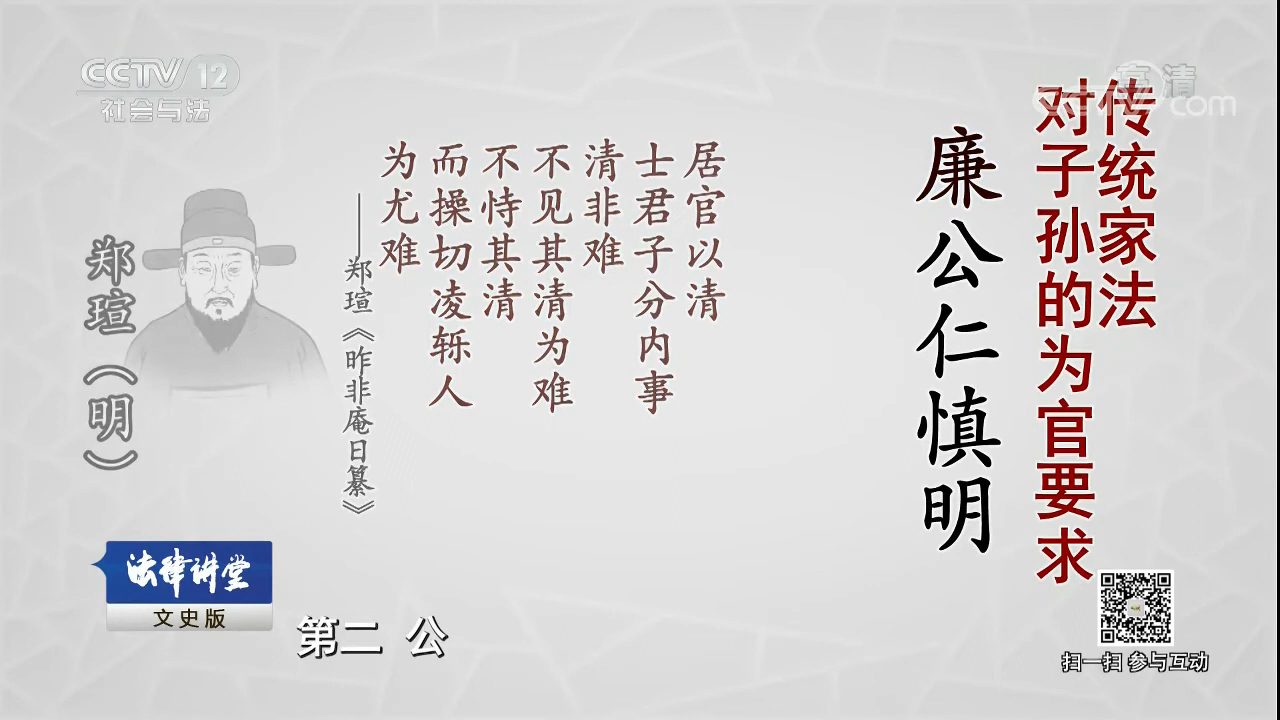 CCTV 12
社会与法
高清
CCTV.com
传统家法
对子孙的为官要求
廉公仁慎明
居官以清
士君子分内事
清非难
不见其清为难
不恃其清
而操切凌轹人
为尤难
——郑瑄《昨非庵日纂》
郑瑄（明）
法律讲堂
文史版
第二 公
扫一扫 参与互动